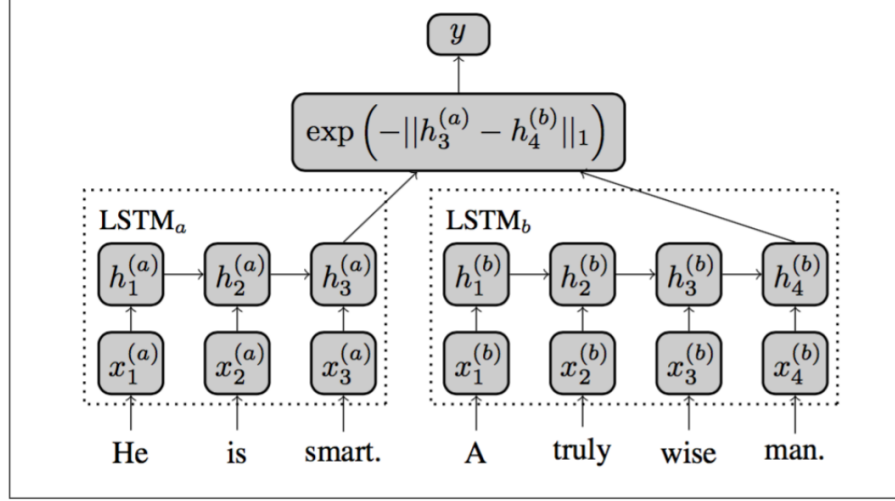 y
exp (−||h₃⁽ᵃ⁾ − h₄⁽ᵇ⁾||₁)
LSTMₐ LSTM_b
h₁⁽ᵃ⁾ h₂⁽ᵃ⁾ h₃⁽ᵃ⁾ h₁⁽ᵇ⁾ h₂⁽ᵇ⁾ h₃⁽ᵇ⁾ h₄⁽ᵇ⁾
x₁⁽ᵃ⁾ x₂⁽ᵃ⁾ x₃⁽ᵃ⁾ x₁⁽ᵇ⁾ x₂⁽ᵇ⁾ x₃⁽ᵇ⁾ x₄⁽ᵇ⁾
He is smart. A truly wise man.